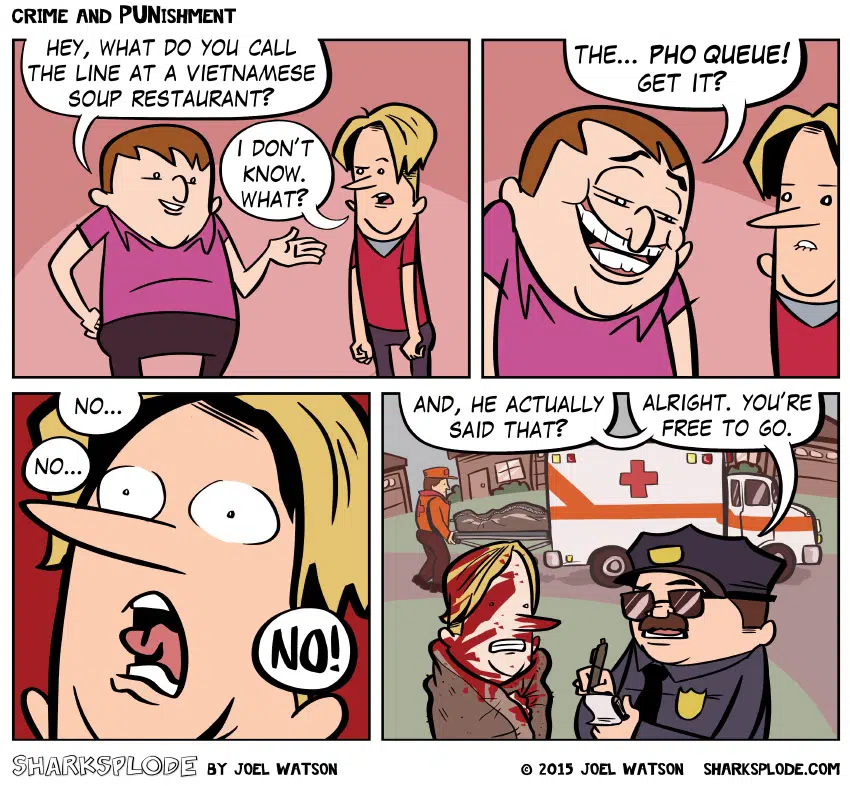 CRIME AND PUNISHMENT
HEY, WHAT DO YOU CALL
THE LINE AT A VIETNAMESE
SOUP RESTAURANT?
I DON'T
KNOW.
WHAT?
THE... PHO QUEUE!
GET IT?
NO...
NO...
NO!
AND, HE ACTUALLY
SAID THAT?
ALRIGHT. YOU'RE
FREE TO GO.
SHARKSPLODE BY JOEL WATSON
© 2015 JOEL WATSON SHARKSPLODE.COM